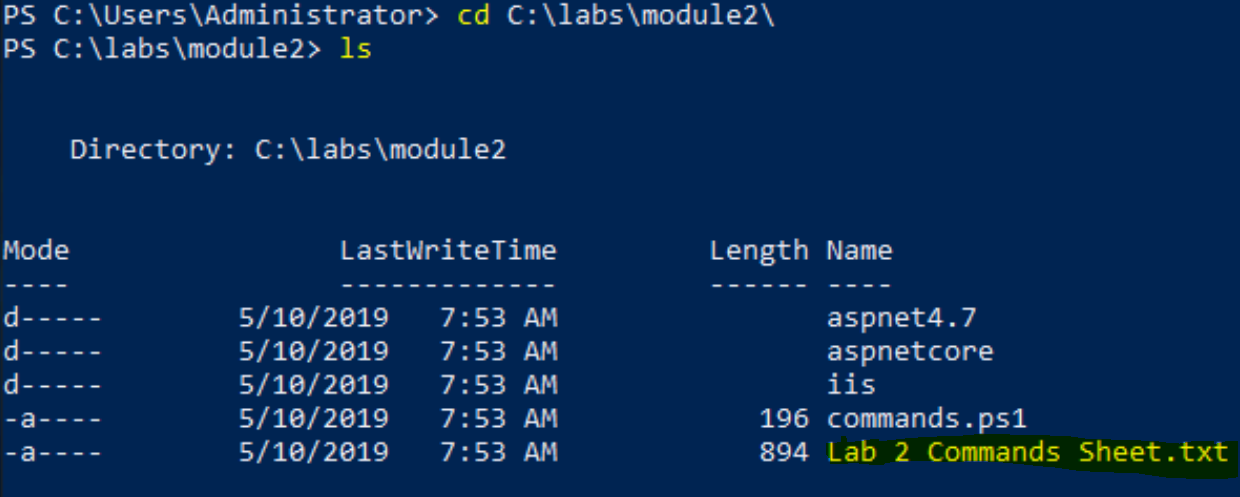 PS C:\Users\Administrator> cd C:\labs\module2\
PS C:\labs\module2> ls
Directory: C:\labs\module2
Mode                LastWriteTime         Length Name
----                -------------         ------ ----
d-----        5/10/2019   7:53 AM                aspnet4.7
d-----        5/10/2019   7:53 AM                aspnetcore
d-----        5/10/2019   7:53 AM                iis
-a----        5/10/2019   7:53 AM            196 commands.ps1
-a----        5/10/2019   7:53 AM            894 Lab 2 Commands Sheet.txt